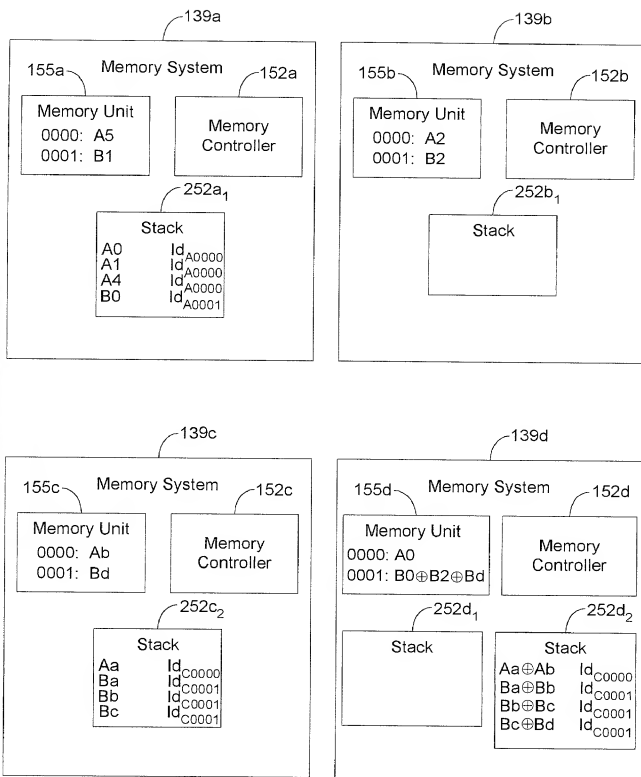 139a
Memory System
155a
152a
Memory Unit
0000: A5
0001: B1
Memory
Controller
252a1
Stack
A0 IdA0000
A1 IdA0000
A4 IdA0000
B0 IdA0001
139b
Memory System
155b
152b
Memory Unit
0000: A2
0001: B2
Memory
Controller
252b1
Stack
139c
Memory System
155c
152c
Memory Unit
0000: Ab
0001: Bd
Memory
Controller
252c2
Stack
Aa IdC0000
Ba IdC0001
Bb IdC0001
Bc IdC0001
139d
Memory System
155d
152d
Memory Unit
0000: A0
0001: B0⊕B2⊕Bd
Memory
Controller
252d1
Stack
252d2
Stack
Aa⊕Ab IdC0000
Ba⊕Bb IdC0001
Bb⊕Bc IdC0001
Bc⊕Bd IdC0001